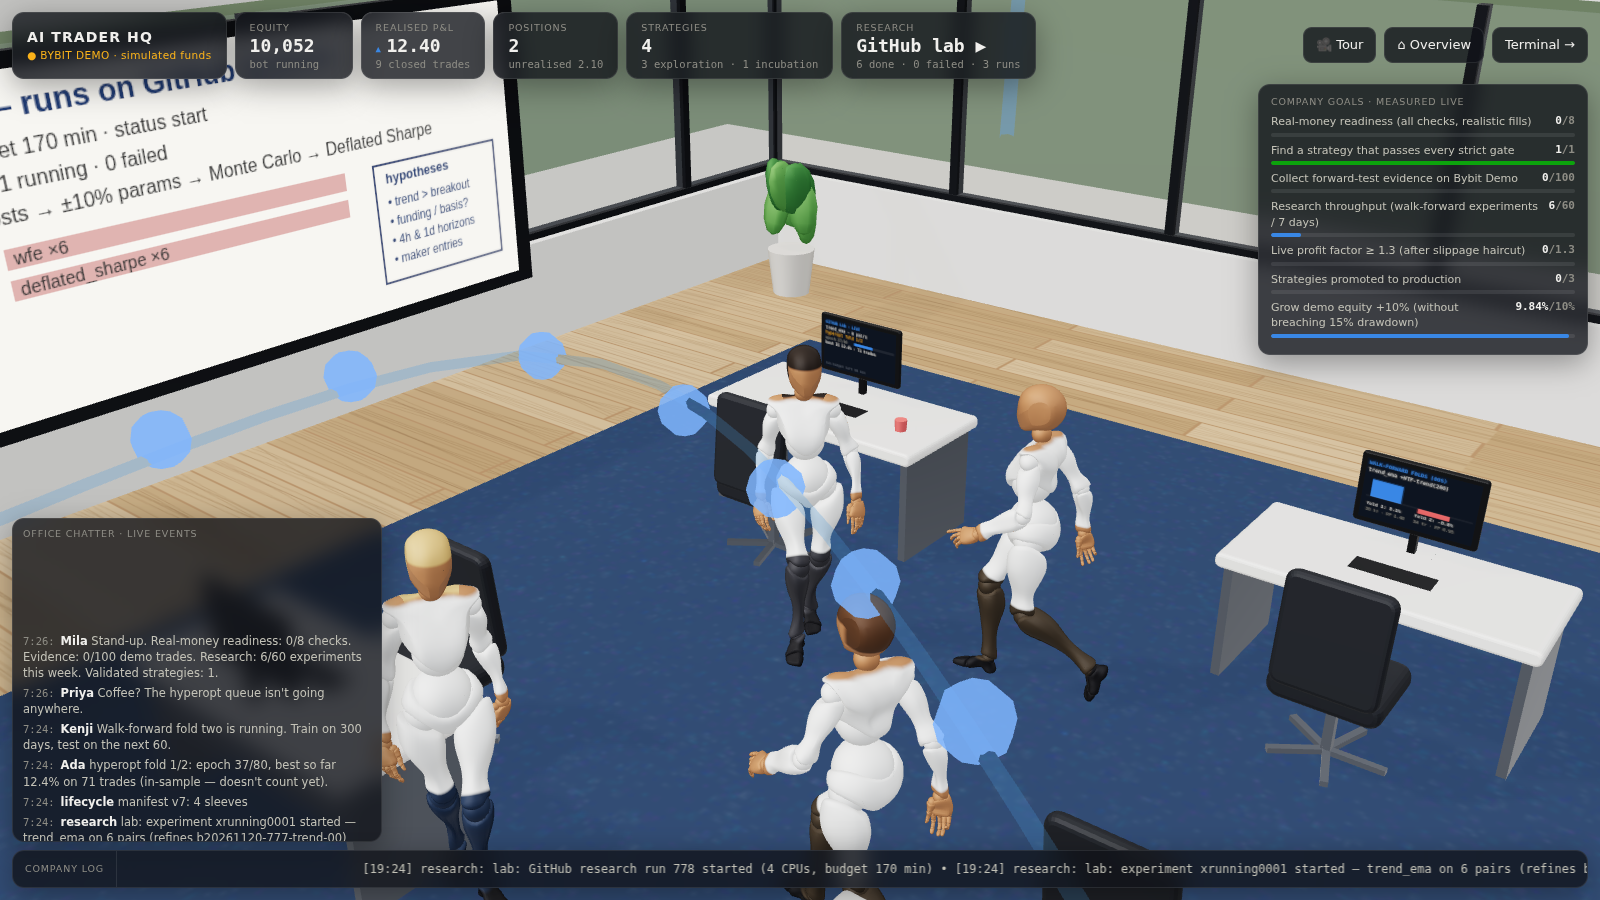 AI TRADER HQ
● BYBIT DEMO · simulated funds
EQUITY
10,052
bot running
REALISED P&L
▲ 12.40
9 closed trades
POSITIONS
2
unrealised 2.10
STRATEGIES
4
3 exploration · 1 incubation
RESEARCH
GitHub lab ▶
6 done · 0 failed · 3 runs
🎥 Tour
⌂ Overview
Terminal →
COMPANY GOALS · MEASURED LIVE
Real-money readiness (all checks, realistic fills) 0/8
Find a strategy that passes every strict gate 1/1
Collect forward-test evidence on Bybit Demo 0/100
Research throughput (walk-forward experiments 6/60
/ 7 days)
Live profit factor ≥ 1.3 (after slippage haircut) 0/1.3
Strategies promoted to production 0/3
Grow demo equity +10% (without 9.84%/10%
breaching 15% drawdown)
– runs on GitHub
et 170 min · status start
1 running · 0 failed
osts → ±10% params → Monte Carlo → Deflated Sharpe
wfe ×6
deflated_sharpe ×6
hypotheses
• trend > breakout
• funding / basis?
• 4h & 1d horizons
• maker entries
OFFICE CHATTER · LIVE EVENTS
7:26: Mila Stand-up. Real-money readiness: 0/8 checks.
Evidence: 0/100 demo trades. Research: 6/60 experiments
this week. Validated strategies: 1.
7:26: Priya Coffee? The hyperopt queue isn't going
anywhere.
7:24: Kenji Walk-forward fold two is running. Train on 300
days, test on the next 60.
7:24: Ada hyperopt fold 1/2: epoch 37/80, best so far
12.4% on 71 trades (in-sample — doesn't count yet).
7:24: lifecycle manifest v7: 4 sleeves
7:24: research lab: experiment xrunning0001 started —
trend_ema on 6 pairs (refines b20261120-777-trend-00)
COMPANY LOG
[19:24] research: lab: GitHub research run 778 started (4 CPUs, budget 170 min) • [19:24] research: lab: experiment xrunning0001 started — trend_ema on 6 pairs (refines b